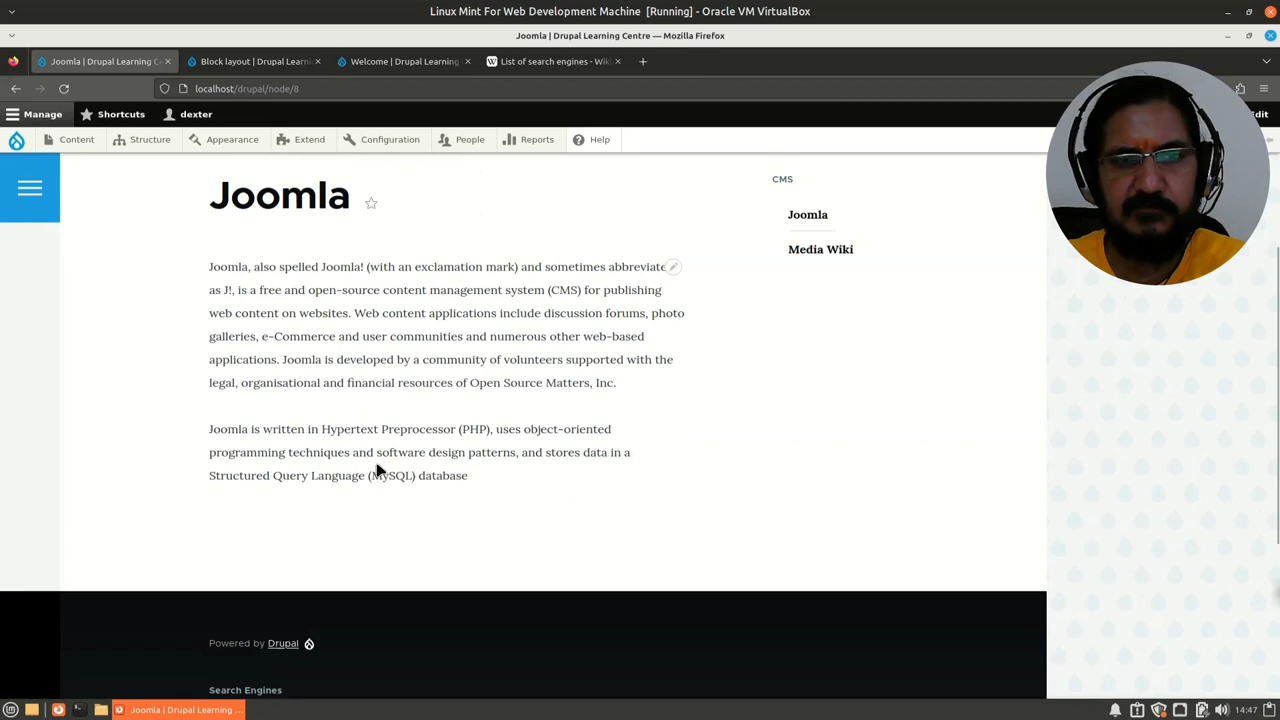 Linux Mint For Web Development Machine [Running] - Oracle VM VirtualBox
Joomla | Drupal Learning Centre — Mozilla Firefox
Joomla | Drupal Learning C
Block layout | Drupal Learni
Welcome | Drupal Learning
List of search engines - Wik
localhost/drupal/node/8
Manage
Shortcuts
dexter
Edit
Content
Structure
Appearance
Extend
Configuration
People
Reports
Help
Joomla
Joomla, also spelled Joomla! (with an exclamation mark) and sometimes abbreviate
as J!, is a free and open-source content management system (CMS) for publishing
web content on websites. Web content applications include discussion forums, photo
galleries, e-Commerce and user communities and numerous other web-based
applications. Joomla is developed by a community of volunteers supported with the
legal, organisational and financial resources of Open Source Matters, Inc.
Joomla is written in Hypertext Preprocessor (PHP), uses object-oriented
programming techniques and software design patterns, and stores data in a
Structured Query Language (MySQL) database
CMS
Joomla
Media Wiki
Powered by Drupal
Search Engines
Joomla | Drupal Learning ...
14:47